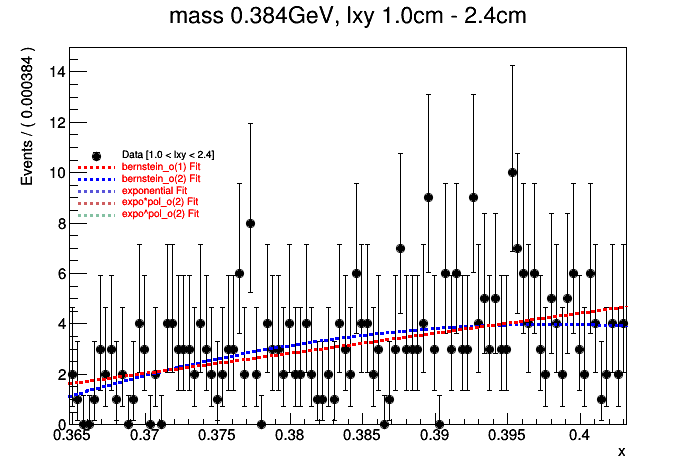 mass 0.384GeV, lxy 1.0cm - 2.4cm
Events / ( 0.000384 )
14
12
10
8
6
4
2
0
Data [1.0 < lxy < 2.4]
bernstein_o(1) Fit
bernstein_o(2) Fit
exponential Fit
expo^pol_o(2) Fit
expo^pol_o(2) Fit
0.365 0.37 0.375 0.38 0.385 0.39 0.395 0.4
x